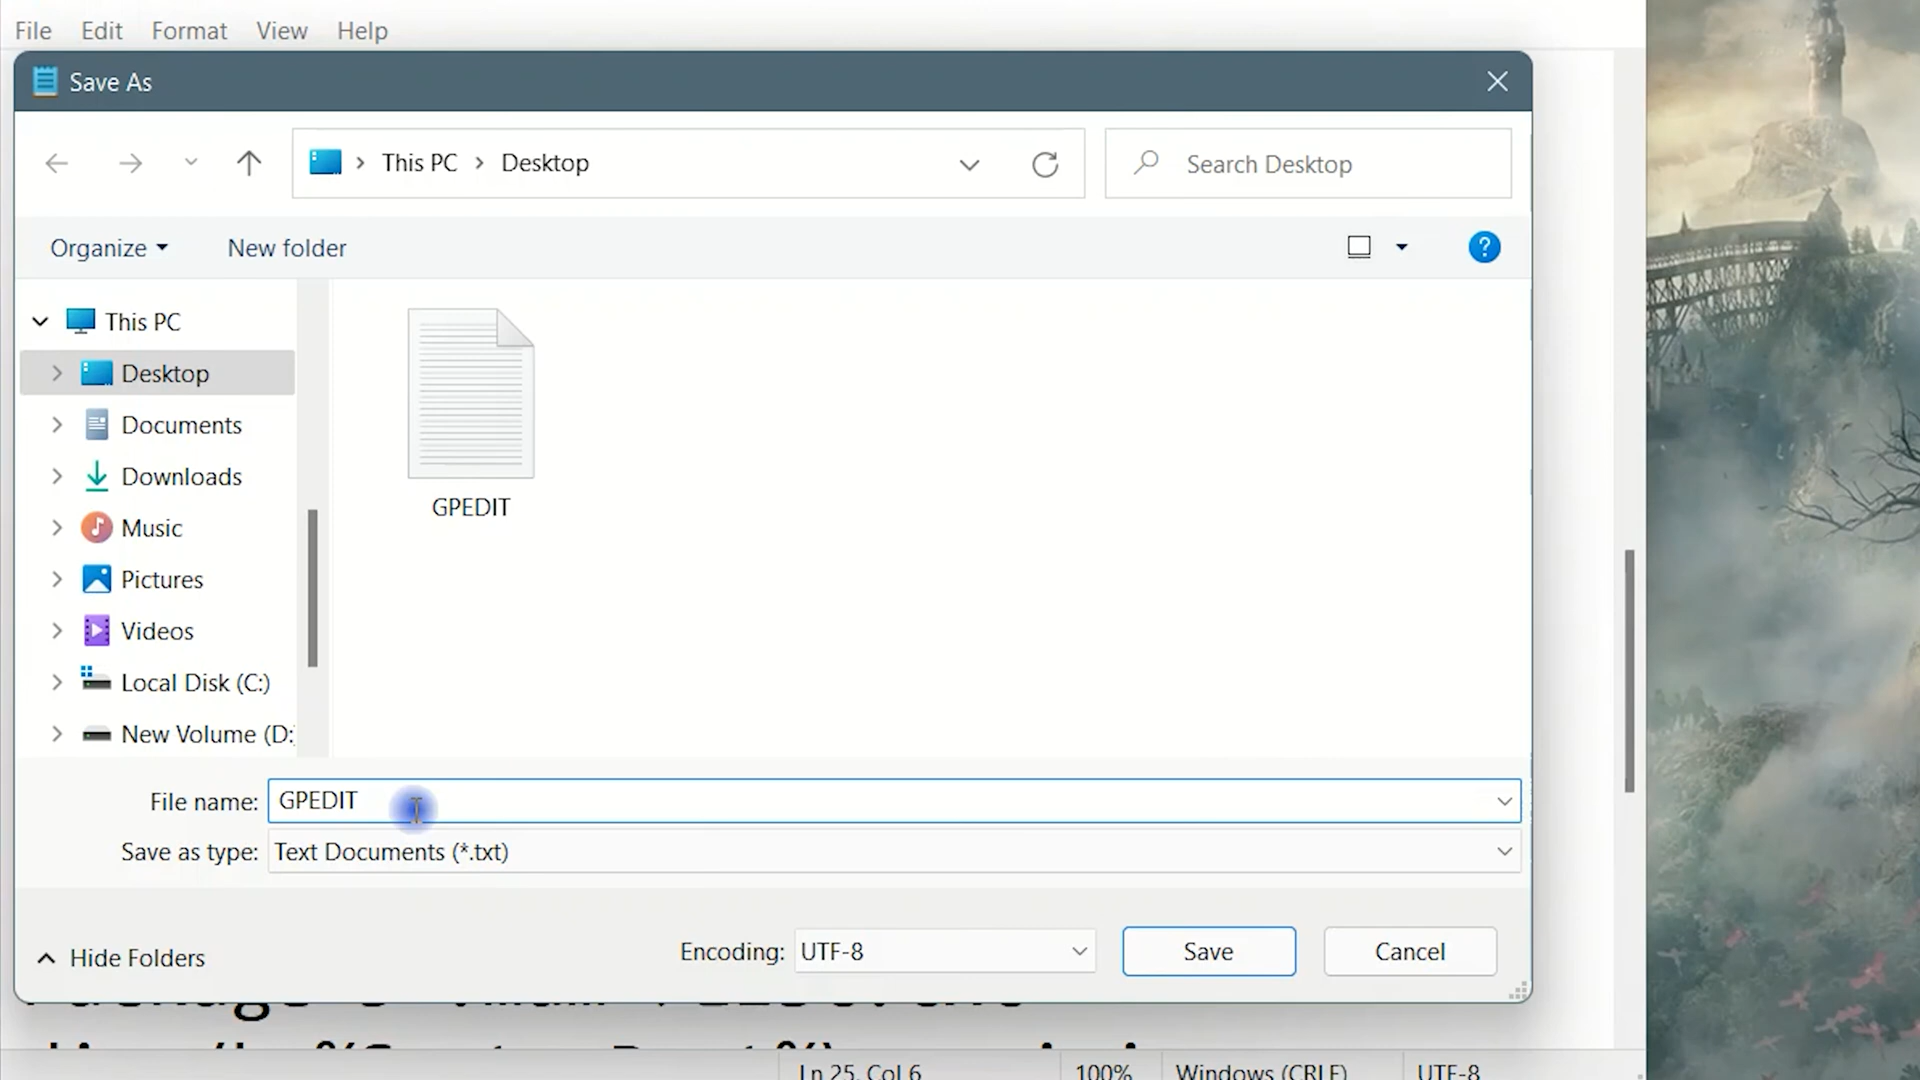 File Edit Format View Help
Save As
This PC > Desktop
Search Desktop
Organize New folder
?
This PC
Desktop
Documents
Downloads
Music
Pictures
Videos
Local Disk (C:)
New Volume (D:
GPEDIT
File name: GPEDIT
Save as type: Text Documents (*.txt)
Hide Folders
Encoding: UTF-8
Save
Cancel
Ln 25, Col 6 100% Windows (CRLF) UTF-8